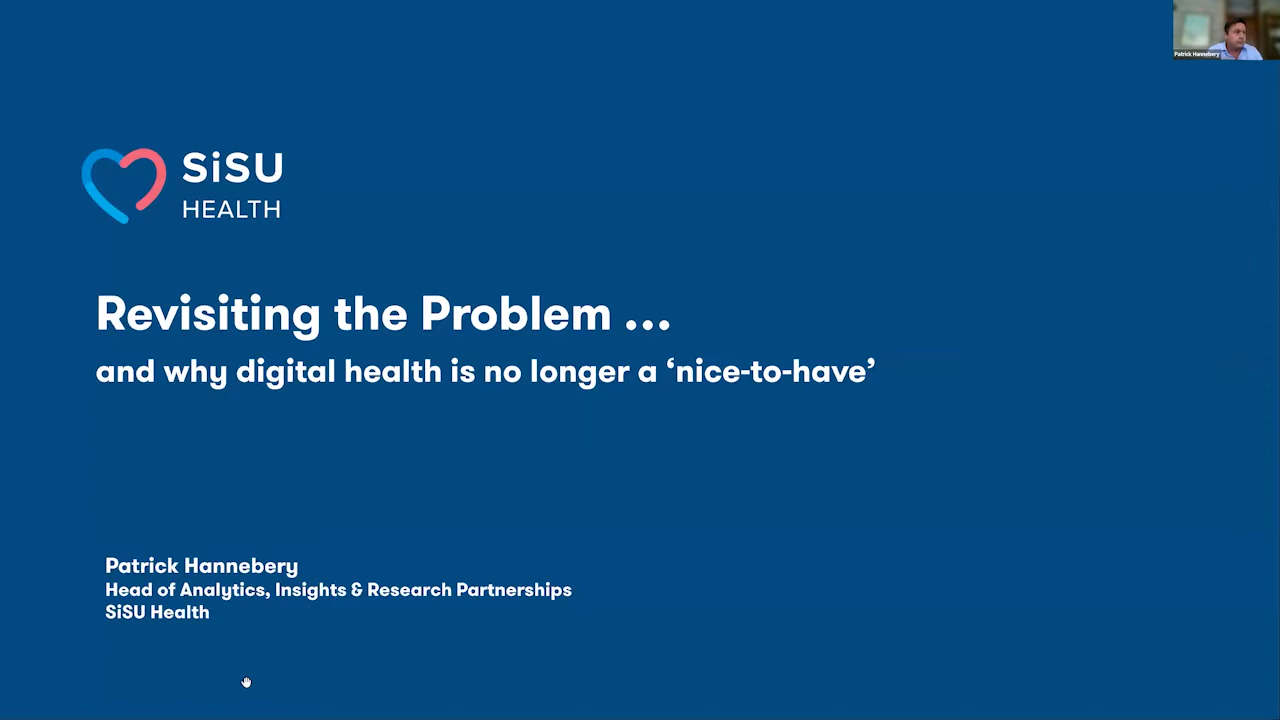 Patrick Hannebery
SiSU
HEALTH
Revisiting the Problem ...
and why digital health is no longer a ‘nice-to-have’
Patrick Hannebery
Head of Analytics, Insights & Research Partnerships
SiSU Health